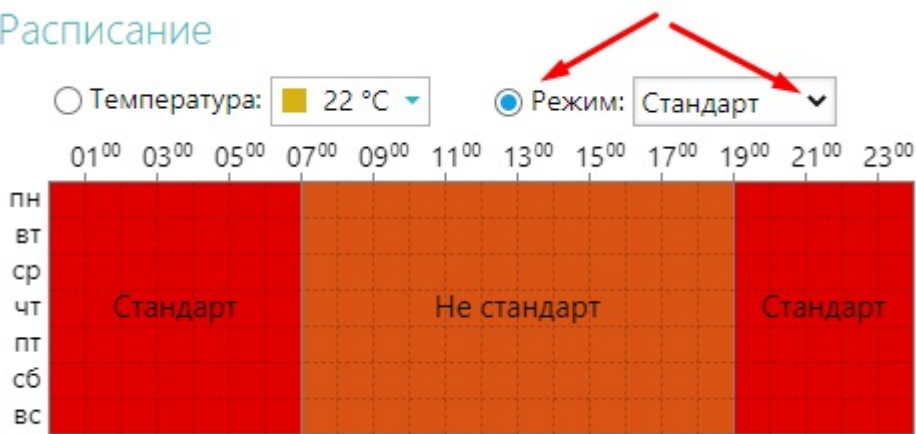 Расписание
Температура: 22 °C Режим: Стандарт
01⁰⁰ 03⁰⁰ 05⁰⁰ 07⁰⁰ 09⁰⁰ 11⁰⁰ 13⁰⁰ 15⁰⁰ 17⁰⁰ 19⁰⁰ 21⁰⁰ 23⁰⁰
пн
вт
ср
чт Стандарт Не стандарт Стандарт
пт
сб
вс